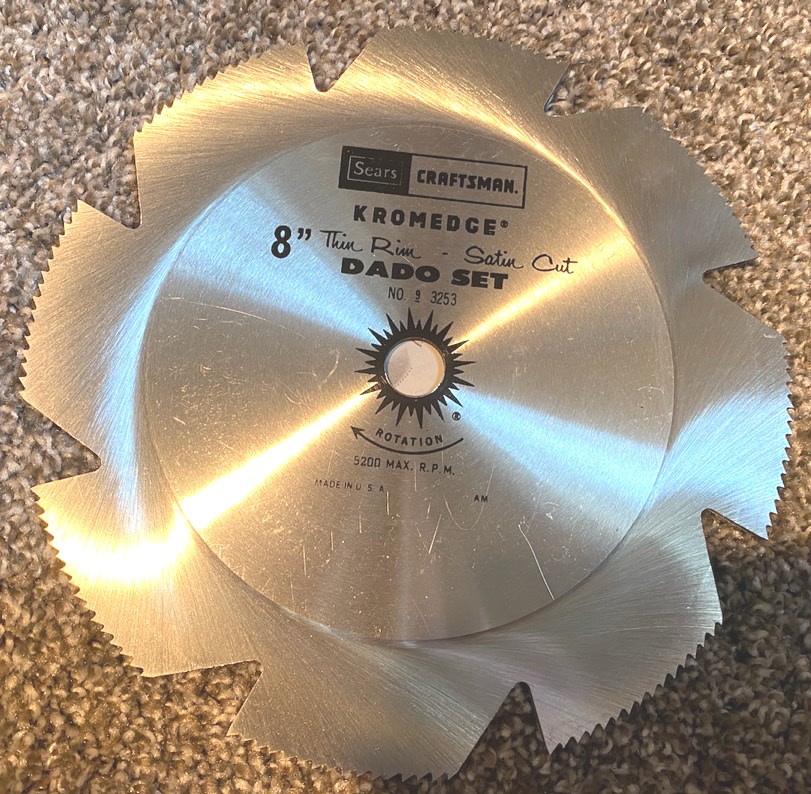 Sears CRAFTSMAN.
KROMEDGE®
8” Thin Rim - Satin Cut
DADO SET
NO. 9 3253
®
ROTATION
5200 MAX. R.P.M.
MADE IN U.S.A.
AM